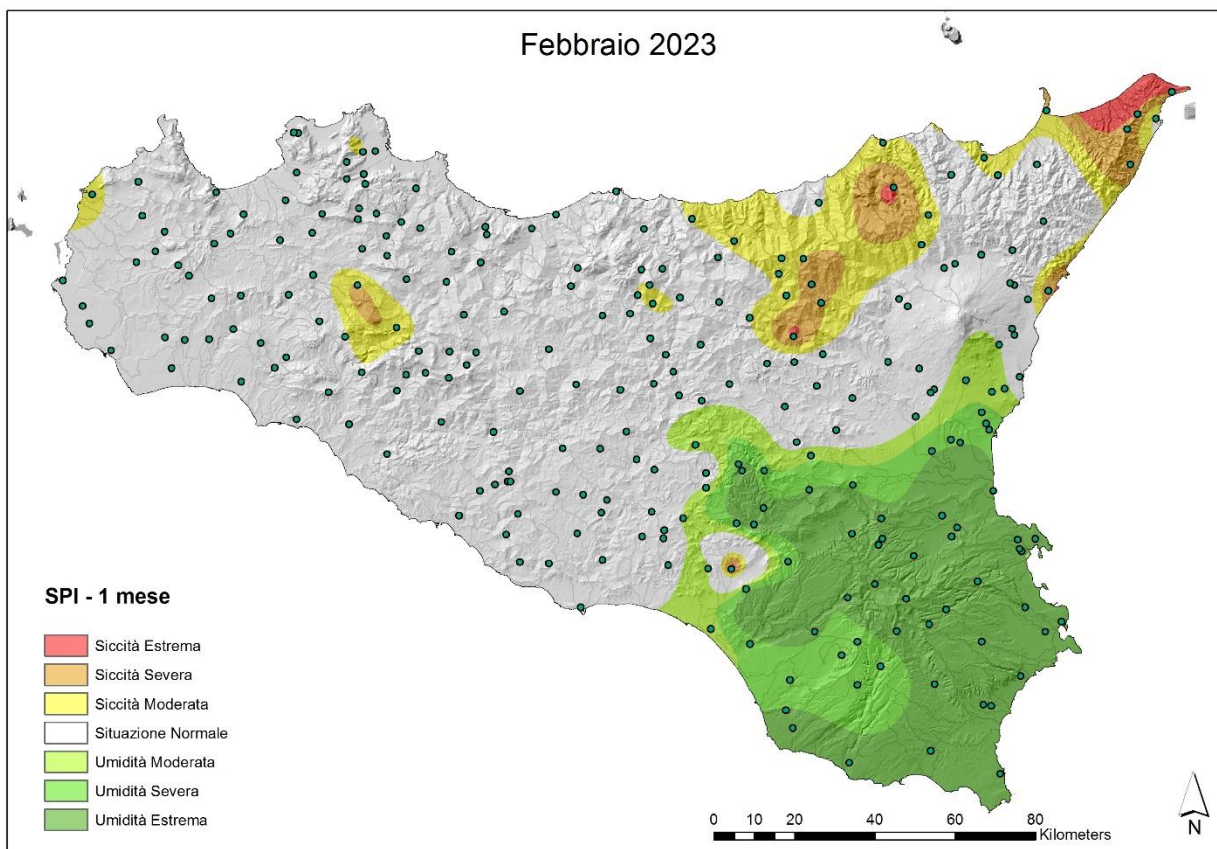 Febbraio 2023
SPI - 1 mese
Siccità Estrema
Siccità Severa
Siccità Moderata
Situazione Normale
Umidità Moderata
Umidità Severa
Umidità Estrema
0 10 20 40 60 80
Kilometers
N